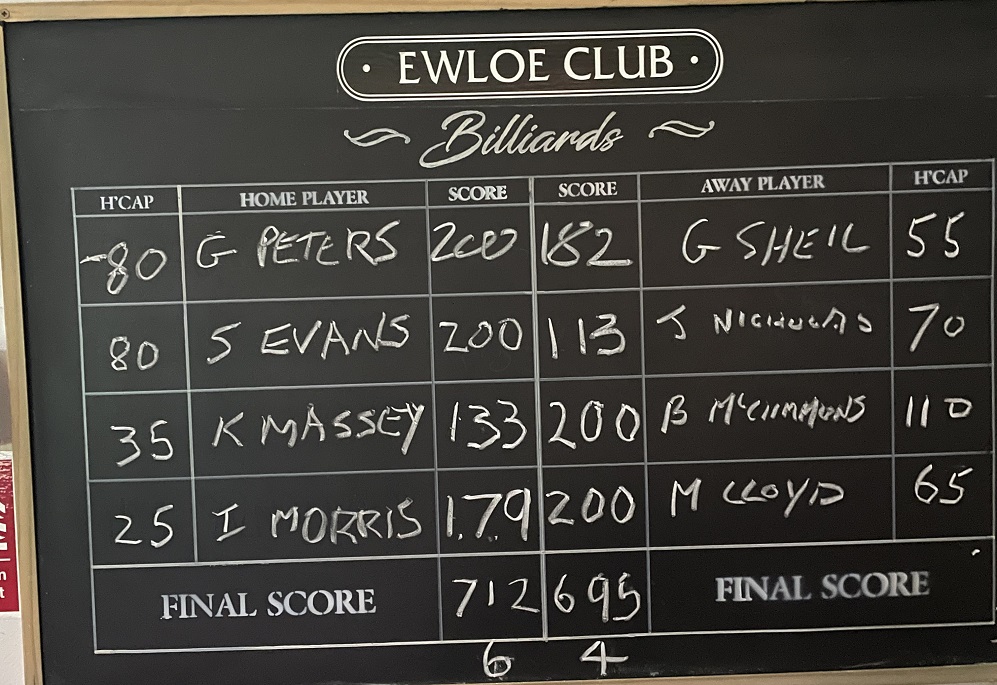 EWLOE CLUB
Billiards
H'CAP HOME PLAYER SCORE SCORE AWAY PLAYER H'CAP
-80 G PETERS 200 182 G SHEIL 55
80 S EVANS 200 113 J NICHOLAS 70
35 K MASSEY 133 200 B 110
25 I MORRIS 179 200 M LLOYD 65
FINAL SCORE 712 695 FINAL SCORE
6 4